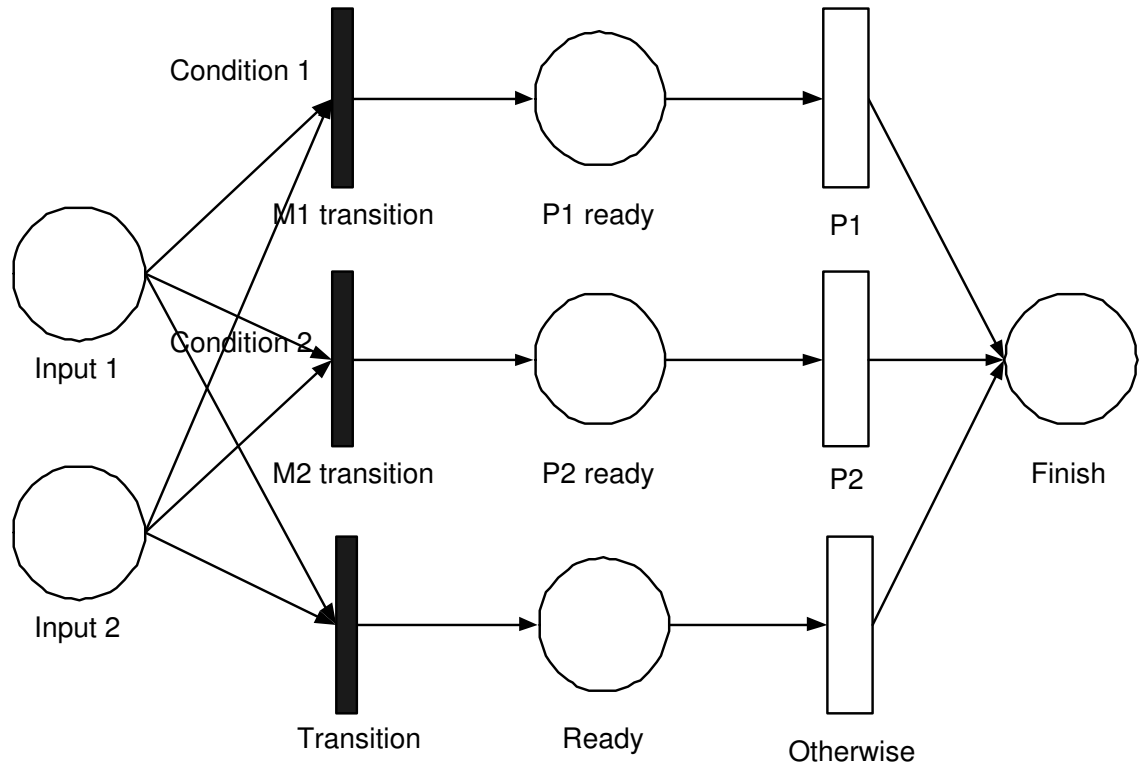 Condition 1
M1 transition
P1 ready
P1
Input 1
Condition 2
M2 transition
P2 ready
P2
Finish
Input 2
Transition
Ready
Otherwise